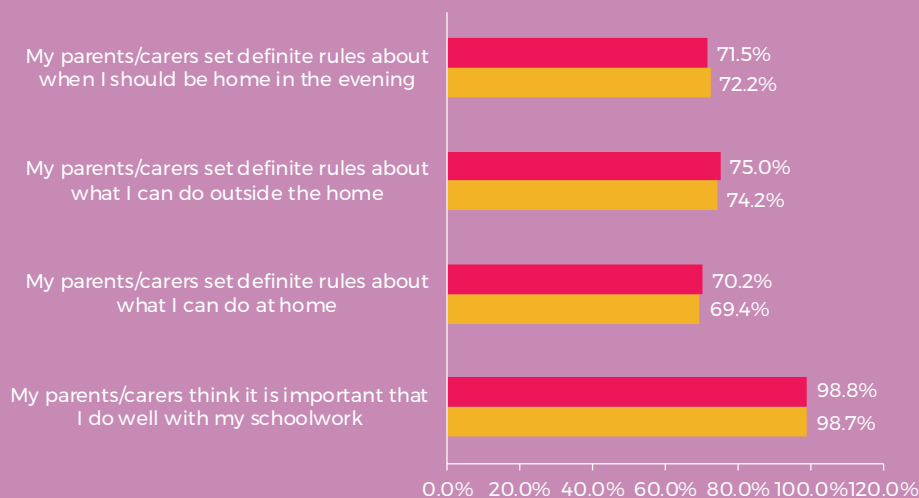 My parents/carers set definite rules about
when I should be home in the evening
71.5%
72.2%
My parents/carers set definite rules about
what I can do outside the home
75.0%
74.2%
My parents/carers set definite rules about
what I can do at home
70.2%
69.4%
My parents/carers think it is important that
I do well with my schoolwork
98.8%
98.7%
0.0% 20.0% 40.0% 60.0% 80.0% 100.0% 120.0%